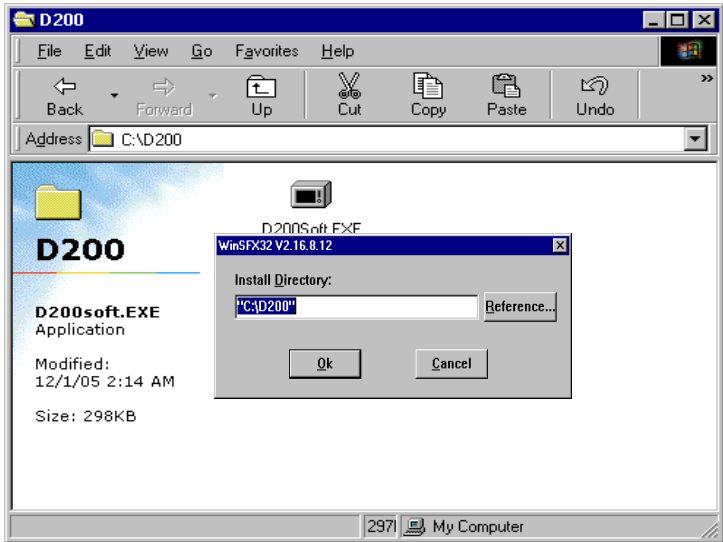 D200
File Edit View Go Favorites Help
Back Forward Up Cut Copy Paste Undo »
Address C:\D200
D200Soft.EXE
D200
WinSFX32 V2.16.8.12
Install Directory:
"C:\D200"
Reference...
Ok Cancel
D200soft.EXE
Application
Modified:
12/1/05 2:14 AM
Size: 298KB
297 My Computer